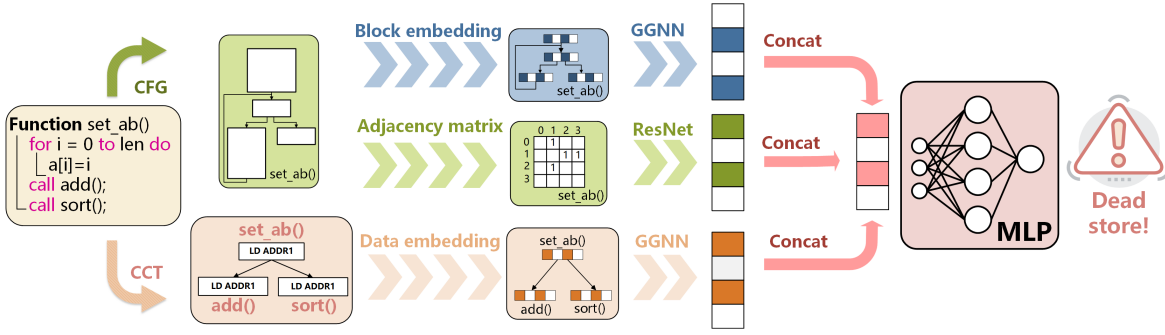 Function set_ab()
for i = 0 to len do
a[i]=i
call add();
call sort();
CFG
CCT
set_ab()
set_ab()
LD ADDR1
LD ADDR1
LD ADDR1
add()
sort()
Block embedding
Adjacency matrix
Data embedding
set_ab()
0 1 2 3
0 1
1 1 1
2 1
3
set_ab()
set_ab()
add()
sort()
GGNN
ResNet
GGNN
Concat
Concat
Concat
MLP
Dead
store!